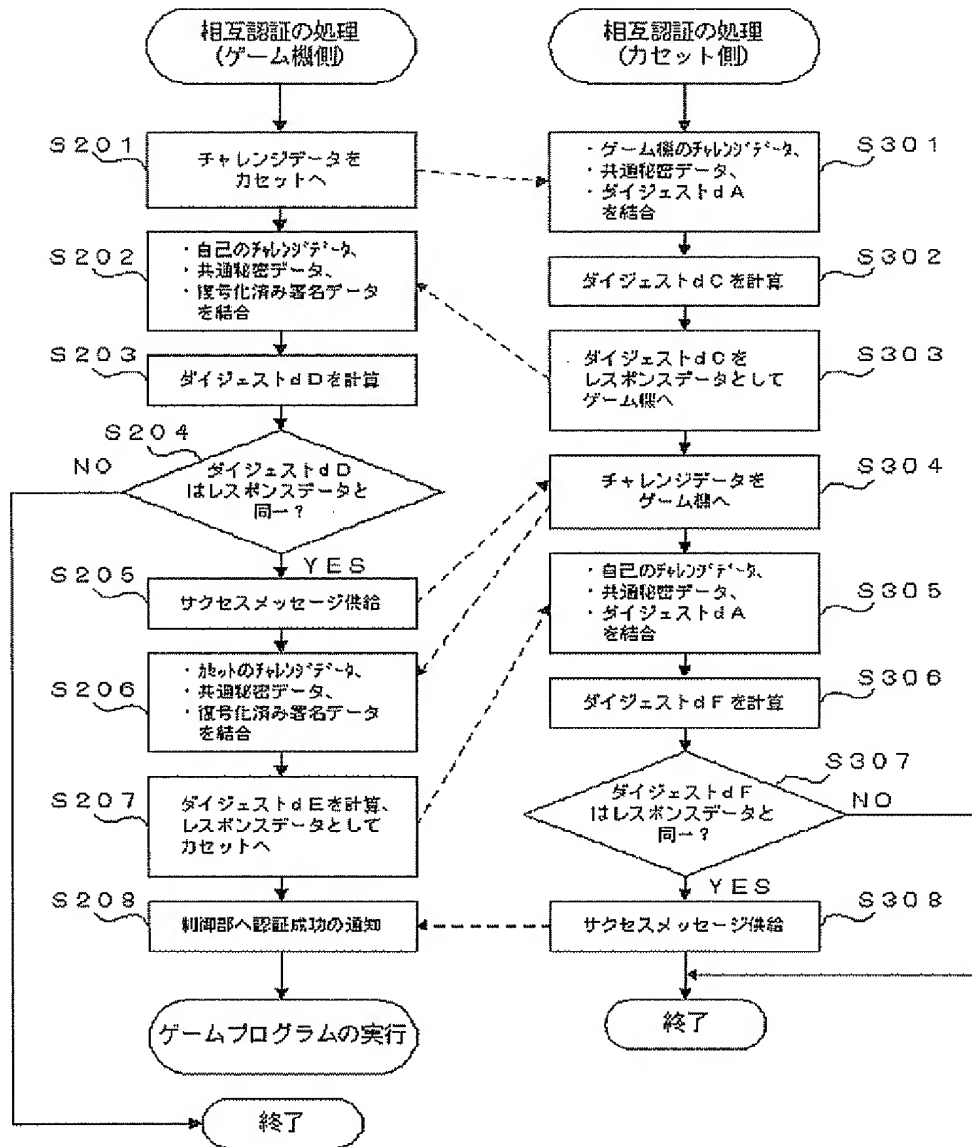 相互認証の処理
(ゲーム機側)
S201
チャレンジデータを
カセットへ
S202
・自己のチャレンジデータ、
・共通秘密データ、
・復号化済み署名データ
を結合
S203
ダイジェストdDを計算
S204
NO
ダイジェストdD
はレスポンスデータと
同一?
YES
S205
サクセスメッセージ供給
S206
・カセットのチャレンジデータ、
・共通秘密データ、
・復号化済み署名データ
を結合
S207
ダイジェストdEを計算、
レスポンスデータとして
カセットへ
S208
制御部へ認証成功の通知
ゲームプログラムの実行
終了
相互認証の処理
(カセット側)
S301
・ゲーム機のチャレンジデータ、
・共通秘密データ、
・ダイジェストdA
を結合
S302
ダイジェストdCを計算
S303
ダイジェストdCを
レスポンスデータとして
ゲーム機へ
S304
チャレンジデータを
ゲーム機へ
S305
・自己のチャレンジデータ、
・共通秘密データ、
・ダイジェストdA
を結合
S306
ダイジェストdFを計算
S307
ダイジェストdF
はレスポンスデータと
同一?
NO
YES
S308
サクセスメッセージ供給
終了